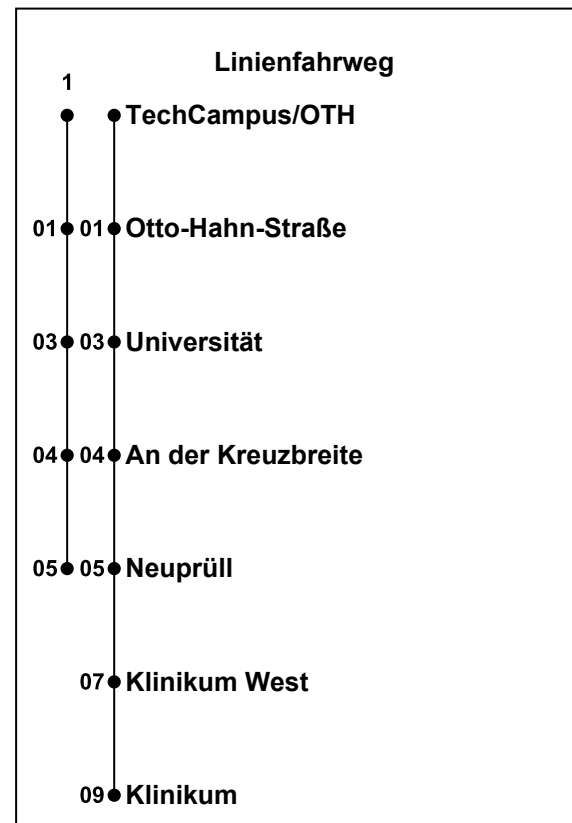 Linienfahrweg
1
TechCampus/OTH
01 01 Otto-Hahn-Straße
03 03 Universität
04 04 An der Kreuzbreite
05 05 Neuprüll
07 Klinikum West
09 Klinikum